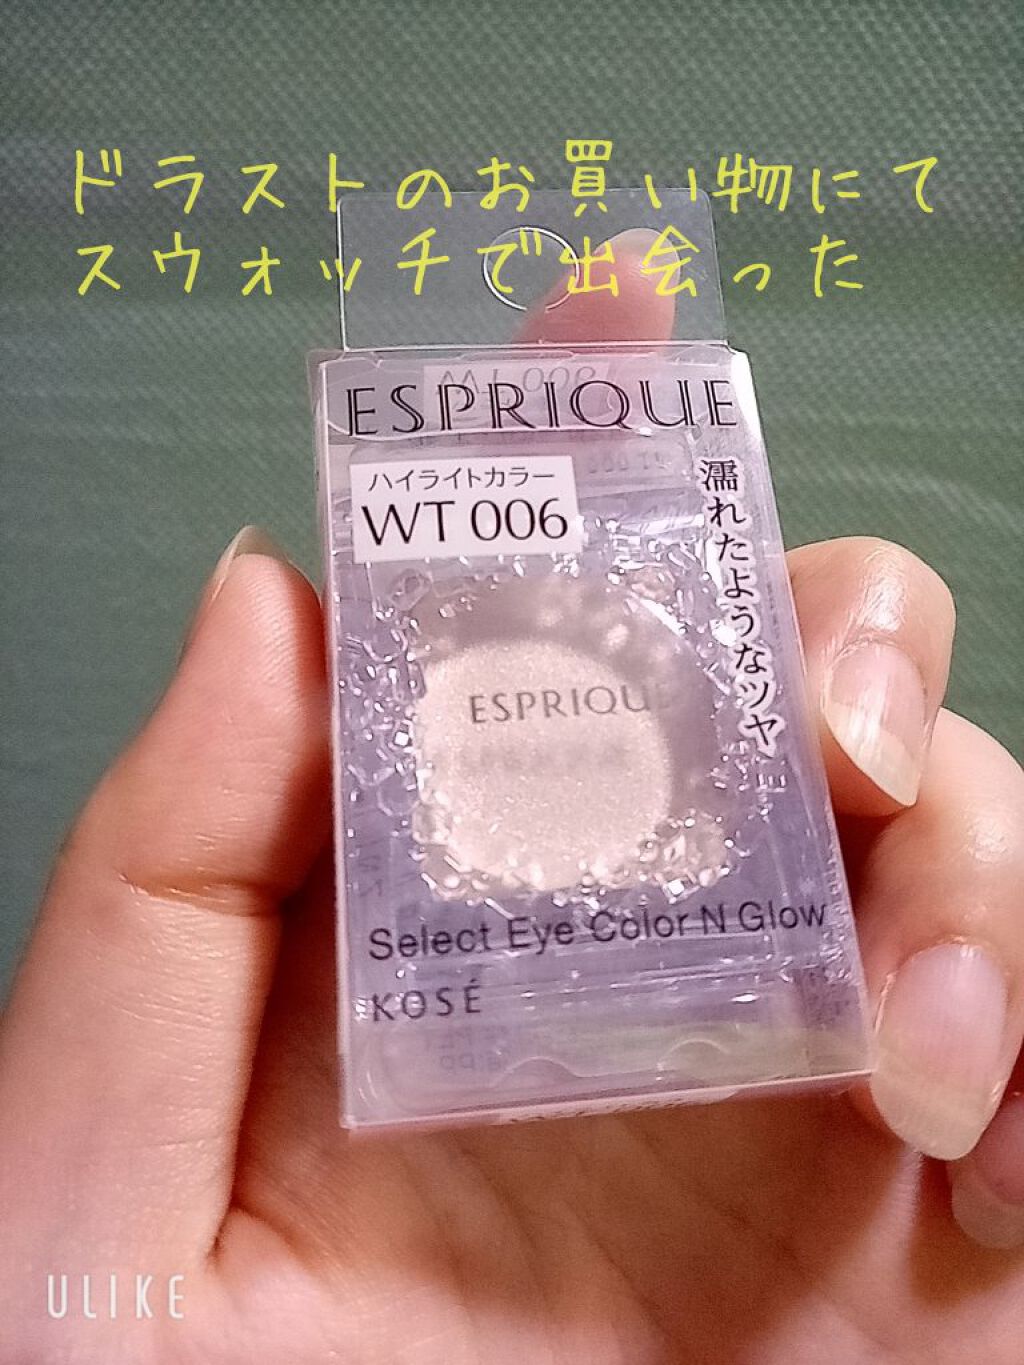 ドラストのお買い物にて
スウォッチで出会った
ESPRIQUE
ハイライトカラー
WT 006
濡れたようなツヤ
ESPRIQUE
Select Eye Color N Glow
KOSÉ
ULIKE